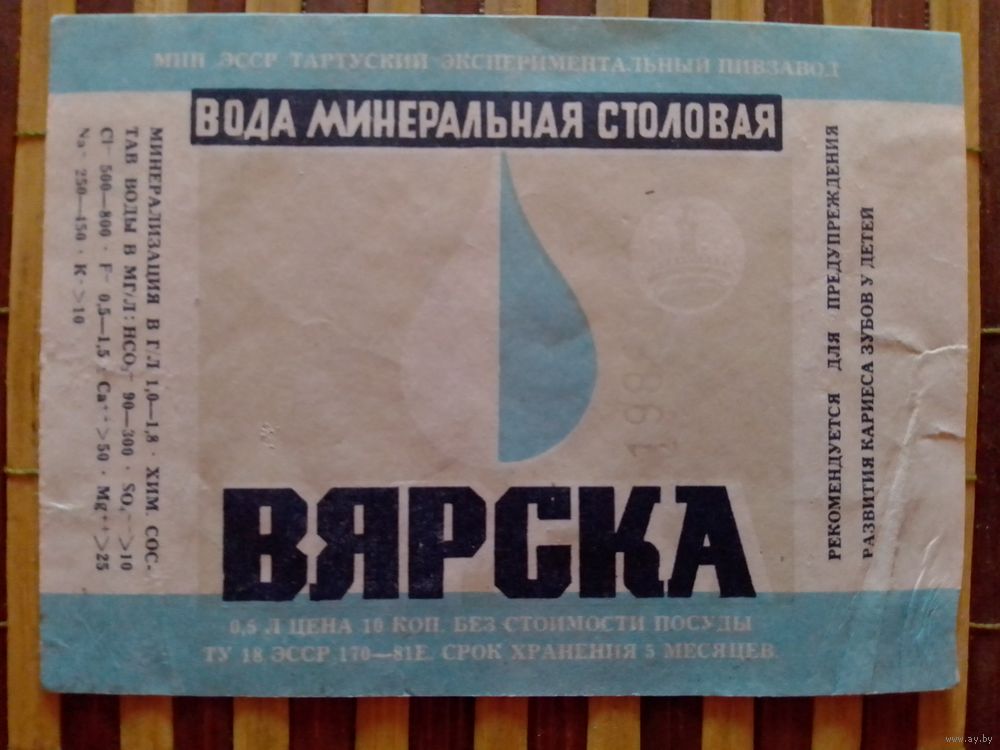 МПП ЭССР ТАРТУСКИЙ ЭКСПЕРИМЕНТАЛЬНЫЙ ПИВЗАВОД
ВОДА МИНЕРАЛЬНАЯ СТОЛОВАЯ
МИНЕРАЛИЗАЦИЯ В Г/Л 1,0—1,8 · ХИМ. СОС-
ТАВ ВОДЫ В МГ/Л: HCO₃⁻ 90—300 · SO₄⁻⁻ >10
Cl⁻ 500—800 · F⁻ 0,5—1,5 · Ca⁺⁺ >50 · Mg⁺⁺ >25
Na⁺ 250—450 · K⁺ >10
ВЯРСКА
0,5 Л ЦЕНА 10 КОП. БЕЗ СТОИМОСТИ ПОСУДЫ
ТУ 18 ЭССР 170—81Е. СРОК ХРАНЕНИЯ 5 МЕСЯЦЕВ.
РЕКОМЕНДУЕТСЯ ДЛЯ ПРЕДУПРЕЖДЕНИЯ
РАЗВИТИЯ КАРИЕСА ЗУБОВ У ДЕТЕЙ
www.ay.by